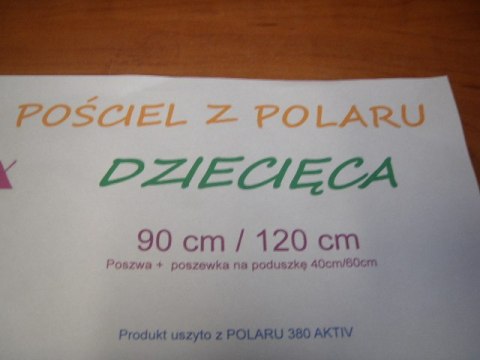 POŚCIEL Z POLARU
DZIECIĘCA
90 cm / 120 cm
Poszwa + poszewka na poduszkę 40cm/60cm
Produkt uszyto z POLARU 380 AKTIV